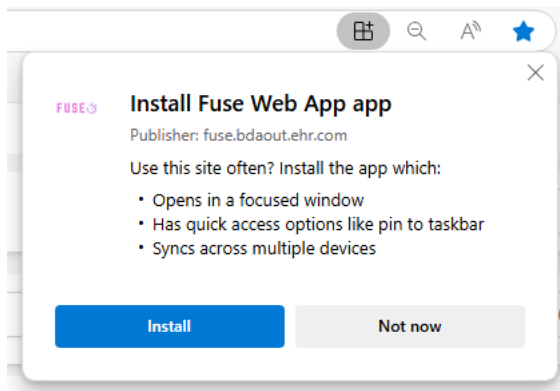 A
FUSE
Install Fuse Web App app
Publisher: fuse.bdaout.ehr.com
Use this site often? Install the app which:
• Opens in a focused window
• Has quick access options like pin to taskbar
• Syncs across multiple devices
Install
Not now